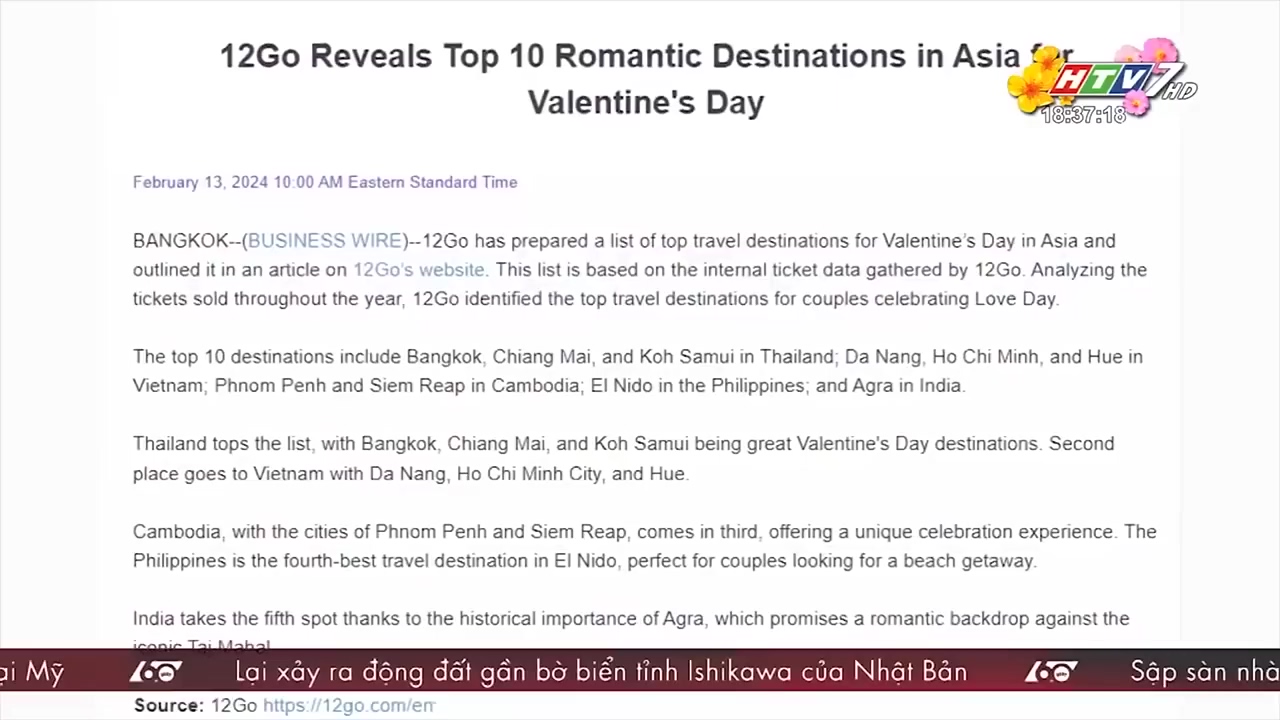 12Go Reveals Top 10 Romantic Destinations in Asia for
Valentine's Day
HTV7 HD
18:37:18
February 13, 2024 10:00 AM Eastern Standard Time
BANGKOK--(BUSINESS WIRE)--12Go has prepared a list of top travel destinations for Valentine's Day in Asia and
outlined it in an article on 12Go's website. This list is based on the internal ticket data gathered by 12Go. Analyzing the
tickets sold throughout the year, 12Go identified the top travel destinations for couples celebrating Love Day.
The top 10 destinations include Bangkok, Chiang Mai, and Koh Samui in Thailand; Da Nang, Ho Chi Minh, and Hue in
Vietnam; Phnom Penh and Siem Reap in Cambodia; El Nido in the Philippines; and Agra in India.
Thailand tops the list, with Bangkok, Chiang Mai, and Koh Samui being great Valentine's Day destinations. Second
place goes to Vietnam with Da Nang, Ho Chi Minh City, and Hue.
Cambodia, with the cities of Phnom Penh and Siem Reap, comes in third, offering a unique celebration experience. The
Philippines is the fourth-best travel destination in El Nido, perfect for couples looking for a beach getaway.
India takes the fifth spot thanks to the historical importance of Agra, which promises a romantic backdrop against the
iconic Taj Mahal
ại Mỹ 60 giây Lại xảy ra động đất gần bờ biển tỉnh Ishikawa của Nhật Bản 60 giây Sập sàn nhà
Source: 12Go https://12go.com/en